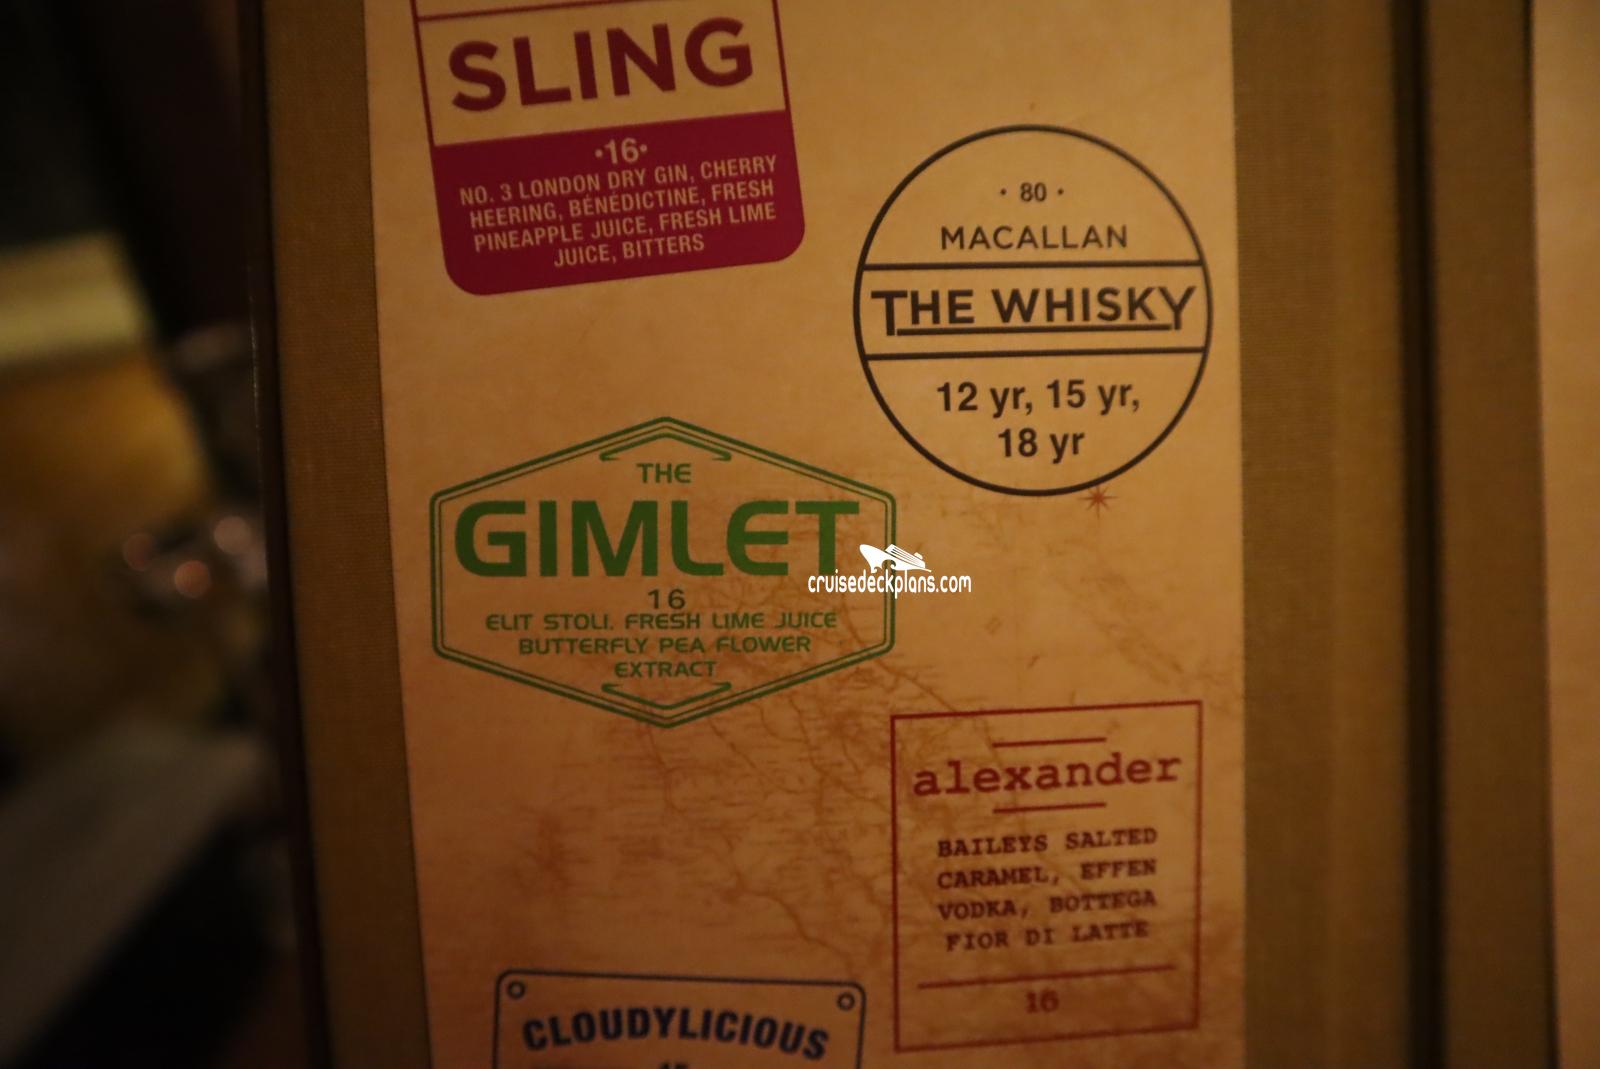 SLING
•16•
NO. 3 LONDON DRY GIN, CHERRY
HEERING, BÉNÉDICTINE, FRESH
PINEAPPLE JUICE, FRESH LIME
JUICE, BITTERS
• 80 •
MACALLAN
THE WHISKY
12 yr, 15 yr,
18 yr
THE
GIMLET
16
ELIT STOLI. FRESH LIME JUICE
BUTTERFLY PEA FLOWER
EXTRACT
cruisedeckplans.com
alexander
BAILEYS SALTED
CARAMEL, EFFEN
VODKA, BOTTEGA
FIOR DI LATTE
16
CLOUDYLICIOUS